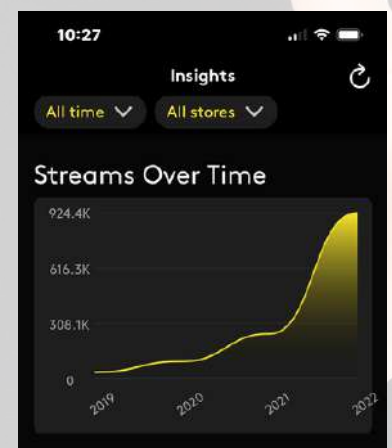 10:27
Insights
All time
All stores
Streams Over Time
924.4K
616.3K
308.1K
0
2019 2020 2021 2022